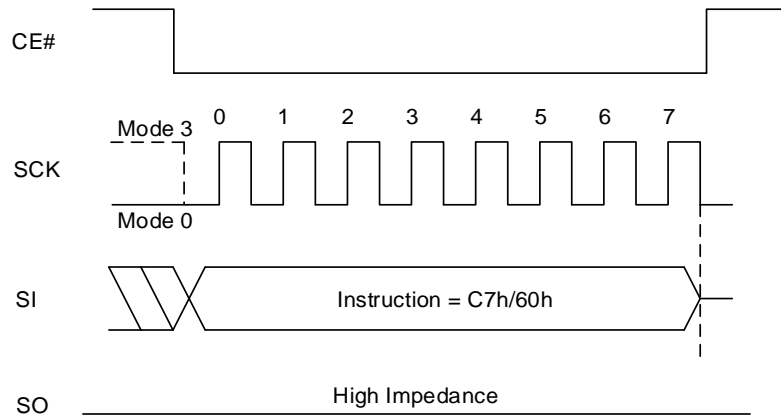 CE#
Mode 3
0 1 2 3 4 5 6 7
SCK
Mode 0
SI
Instruction = C7h/60h
SO
High Impedance